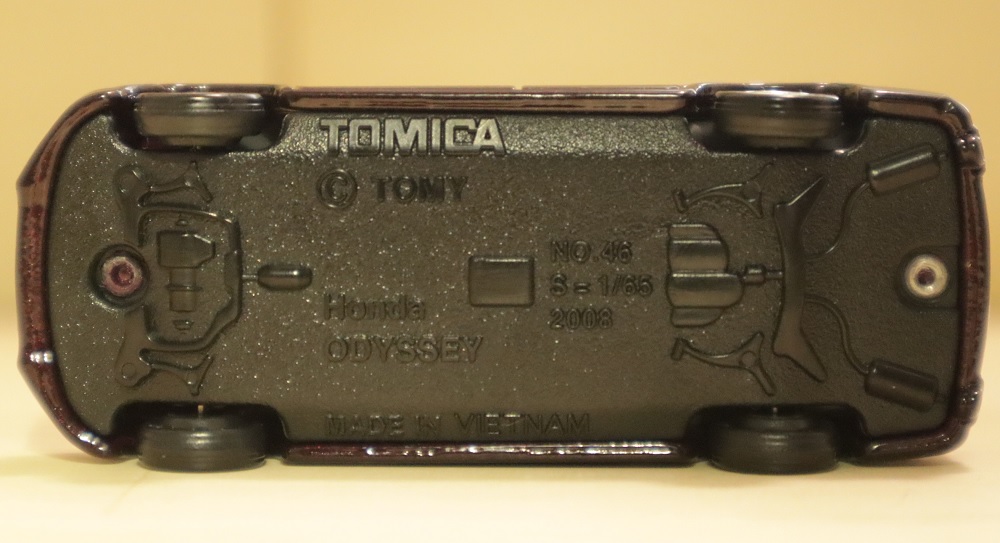 TOMICA
© TOMY
NO.46
S = 1/65
2008
Honda
ODYSSEY
MADE IN VIETNAM